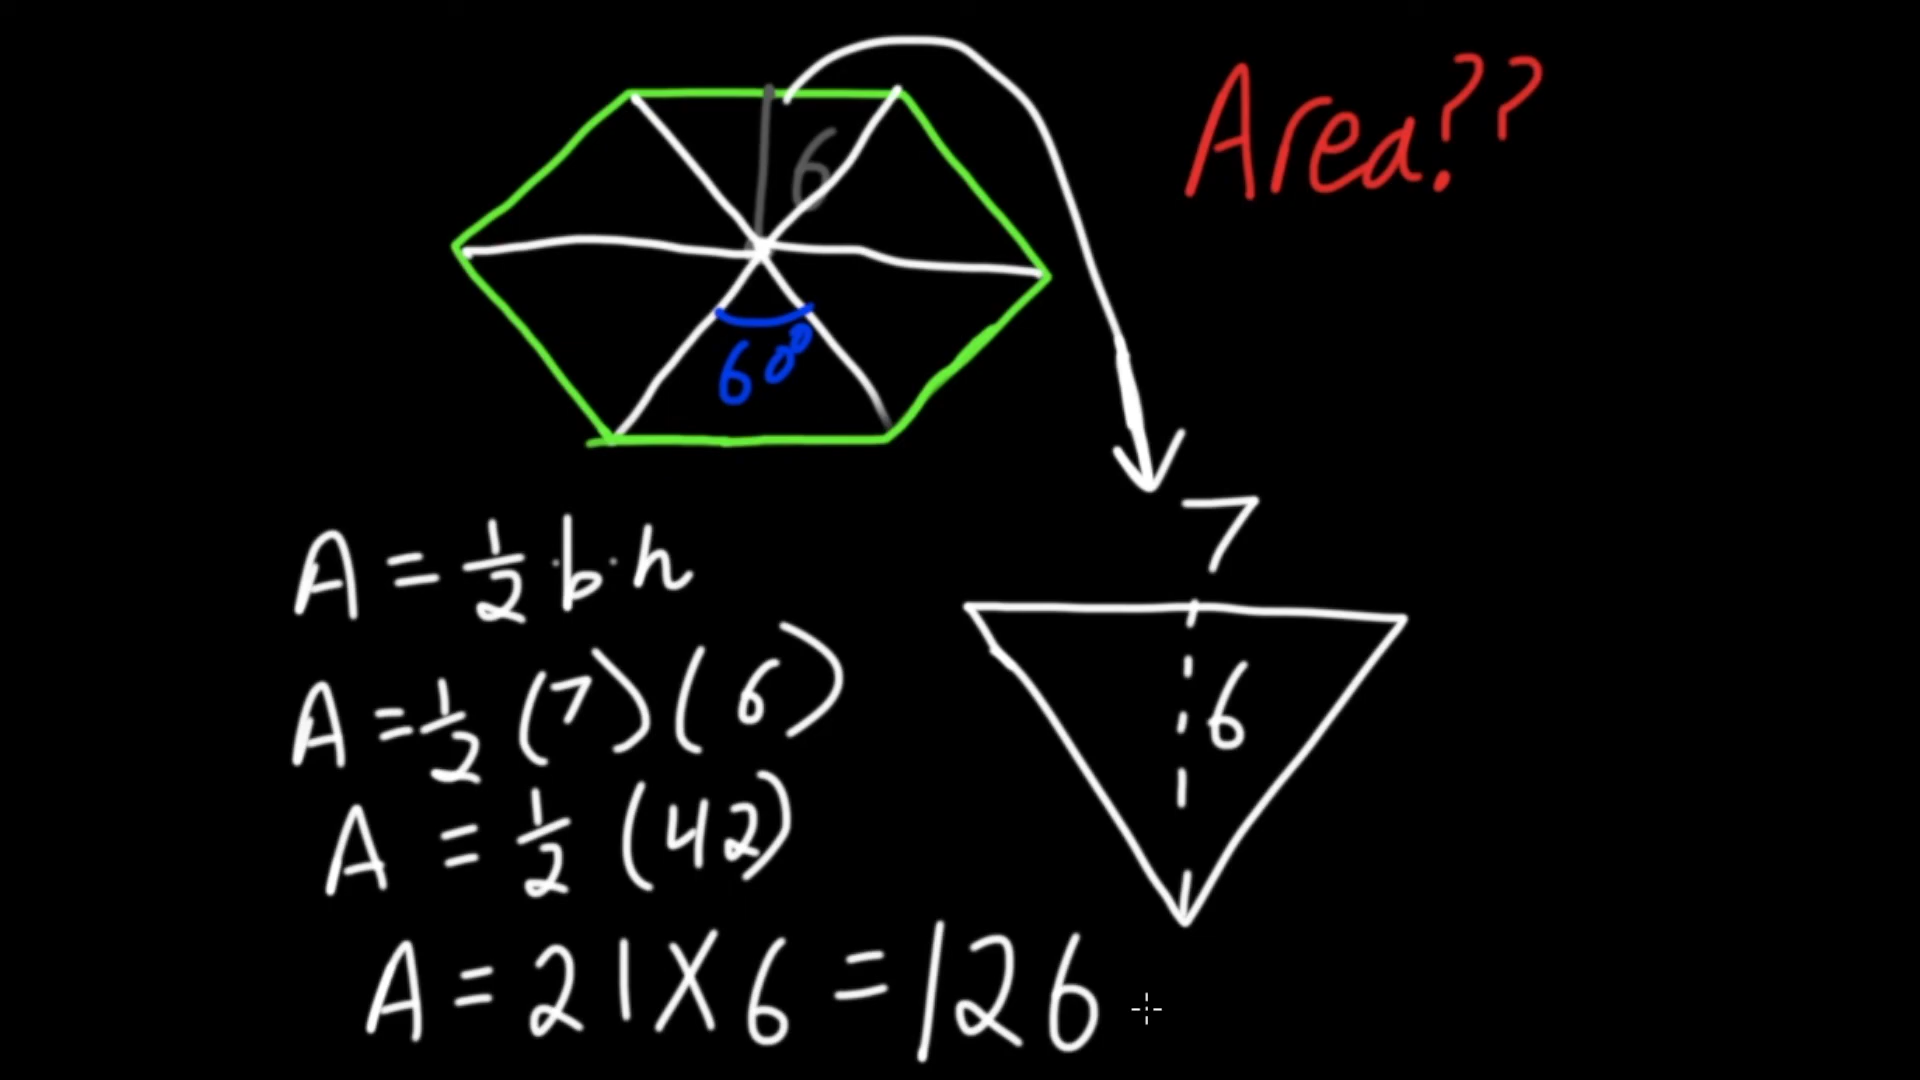 Area??
6
60°
7
6
A = 1/2 · b · h
A = 1/2 (7)(6)
A = 1/2 (42)
A = 21 X 6 = 126